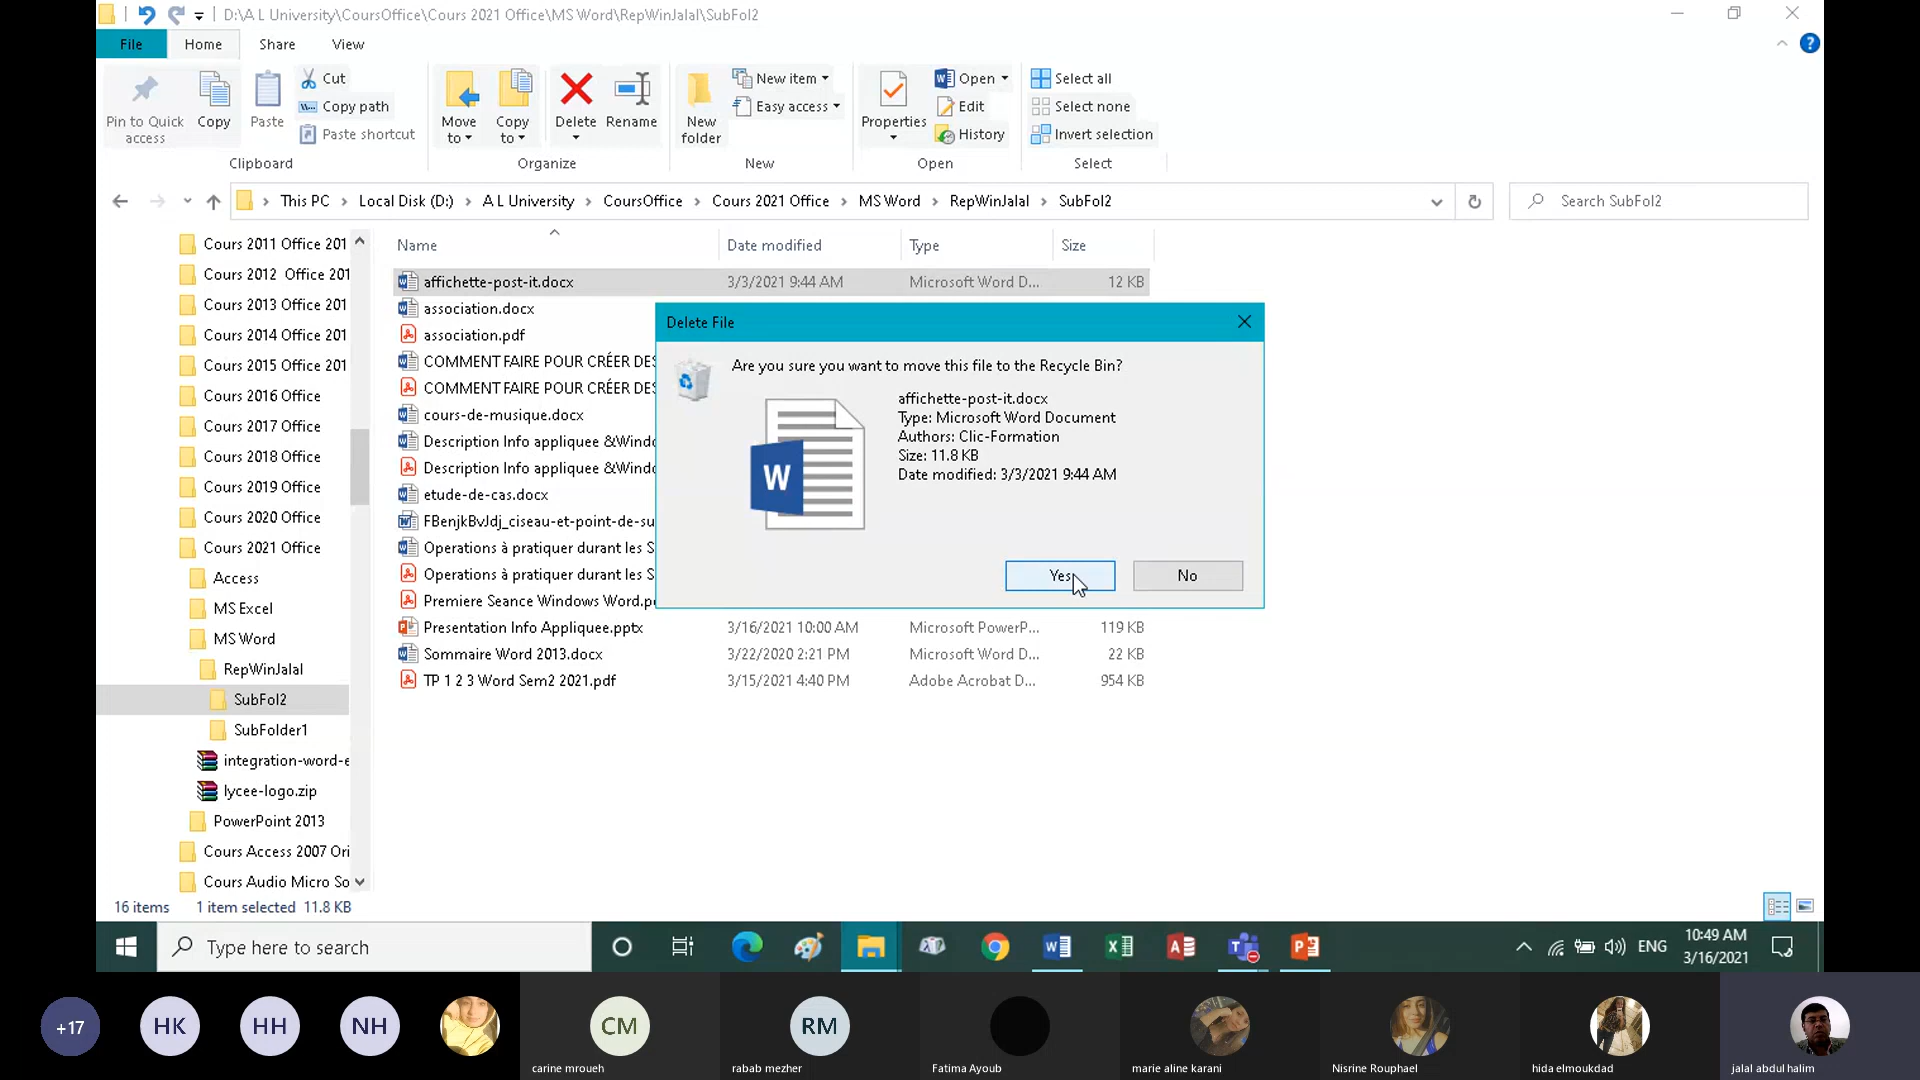 D:\A L University\CoursOffice\Cours 2021 Office\MS Word\RepWinJalal\SubFol2
File Home Share View
Pin to Quick access
Copy
Paste
Cut
Copy path
Paste shortcut
Clipboard
Move to
Copy to
Delete
Rename
Organize
New folder
New item
Easy access
New
Properties
Open
Edit
History
Open
Select all
Select none
Invert selection
Select
This PC > Local Disk (D:) > A L University > CoursOffice > Cours 2021 Office > MS Word > RepWinJalal > SubFol2
Search SubFol2
Cours 2011 Office 201
Cours 2012 Office 201
Cours 2013 Office 201
Cours 2014 Office 201
Cours 2015 Office 201
Cours 2016 Office
Cours 2017 Office
Cours 2018 Office
Cours 2019 Office
Cours 2020 Office
Cours 2021 Office
Access
MS Excel
MS Word
RepWinJalal
SubFol2
SubFolder1
integration-word-e
lycee-logo.zip
PowerPoint 2013
Cours Access 2007 Ori
Cours Audio Micro So
Name Date modified Type Size
affichette-post-it.docx 3/3/2021 9:44 AM Microsoft Word D... 12 KB
association.docx
association.pdf
COMMENT FAIRE POUR CRÉER DES
COMMENT FAIRE POUR CRÉER DES
cours-de-musique.docx
Description Info appliquee &Windo
Description Info appliquee &Windo
etude-de-cas.docx
FBenjkBvJdj_ciseau-et-point-de-su
Operations à pratiquer durant les S
Operations à pratiquer durant les S
Premiere Seance Windows Word.p
Presentation Info Appliquee.pptx 3/16/2021 10:00 AM Microsoft PowerP... 119 KB
Sommaire Word 2013.docx 3/22/2020 2:21 PM Microsoft Word D... 22 KB
TP 1 2 3 Word Sem2 2021.pdf 3/15/2021 4:40 PM Adobe Acrobat D... 954 KB
Delete File
Are you sure you want to move this file to the Recycle Bin?
affichette-post-it.docx
Type: Microsoft Word Document
Authors: Clic-Formation
Size: 11.8 KB
Date modified: 3/3/2021 9:44 AM
W
Yes No
16 items 1 item selected 11.8 KB
Type here to search
ENG
10:49 AM
3/16/2021
+17 HK HH NH CM RM
carine mroueh
rabab mezher
Fatima Ayoub
marie aline karani
Nisrine Rouphael
hida elmoukdad
jalal abdul halim